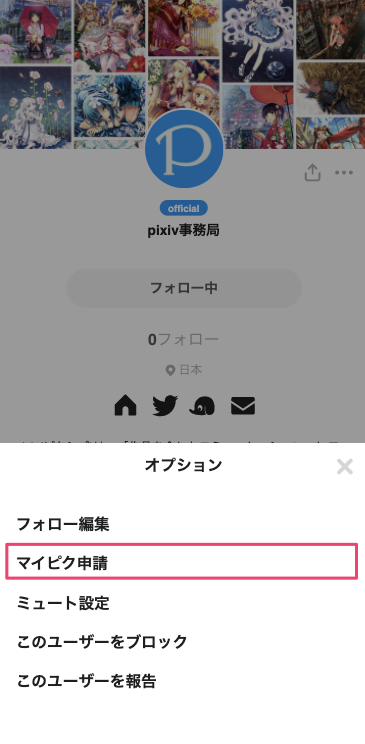 P
official
pixiv事務局
フォロー中
0フォロー
日本
オプション
フォロー編集
マイピク申請
ミュート設定
このユーザーをブロック
このユーザーを報告